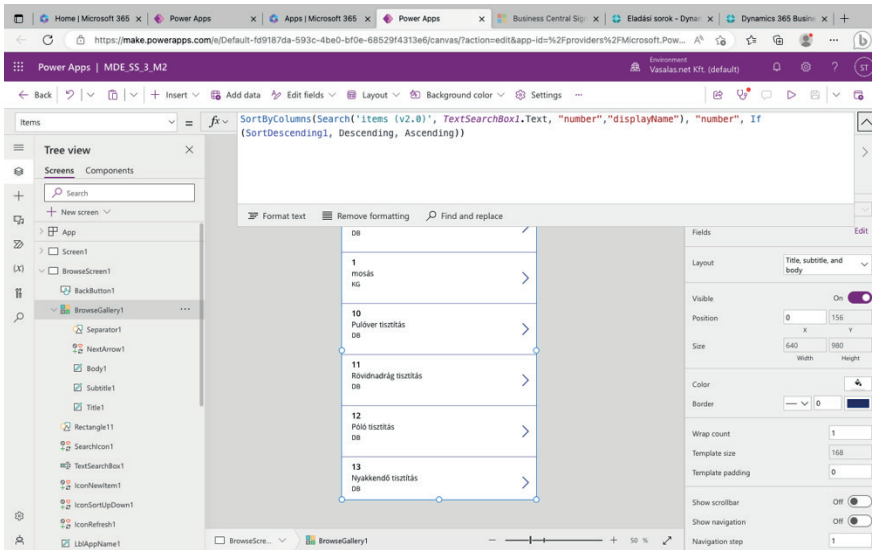 Home | Microsoft 365
Power Apps
Apps | Microsoft 365
Power Apps
Business Central Sig
Eladási sorok - Dynar
Dynamics 365 Busin
https://make.powerapps.com/e/Default-fd9187da-593c-4be0-bf0e-68529f4313e6/canvas/?action=edit&app-id=%2Fproviders%2FMicrosoft.Pow...
Power Apps | MDE_SS_3_M2
Environment
Vasalas.net Kft. (default)
ST
Back
Insert
Add data
Edit fields
Layout
Background color
Settings
Items
= fx
SortByColumns(Search('items (v2.0)', TextSearchBox1.Text, "number","displayName"), "number", If
(SortDescending1, Descending, Ascending))
Format text
Remove formatting
Find and replace
Tree view
Screens
Components
Search
New screen
App
Screen1
BrowseScreen1
BackButton1
BrowseGallery1
...
Separator1
NextArrow1
Body1
Subtitle1
Title1
Rectangle11
SearchIcon1
TextSearchBox1
IconNewItem1
IconSortUpDown1
IconRefresh1
LblAppName1
DB
1
mosás
KG
10
Pulóver tisztítás
DB
11
Rövidnadrág tisztítás
DB
12
Póló tisztítás
DB
13
Nyakkendő tisztítás
DB
Fields
Edit
Layout
Title, subtitle, and
body
Visible
On
Position
0
156
X
Y
Size
640
980
Width
Height
Color
Border
0
Wrap count
1
Template size
168
Template padding
0
Show scrollbar
Off
Show navigation
Off
Navigation step
1
BrowseScre...
BrowseGallery1
50 %